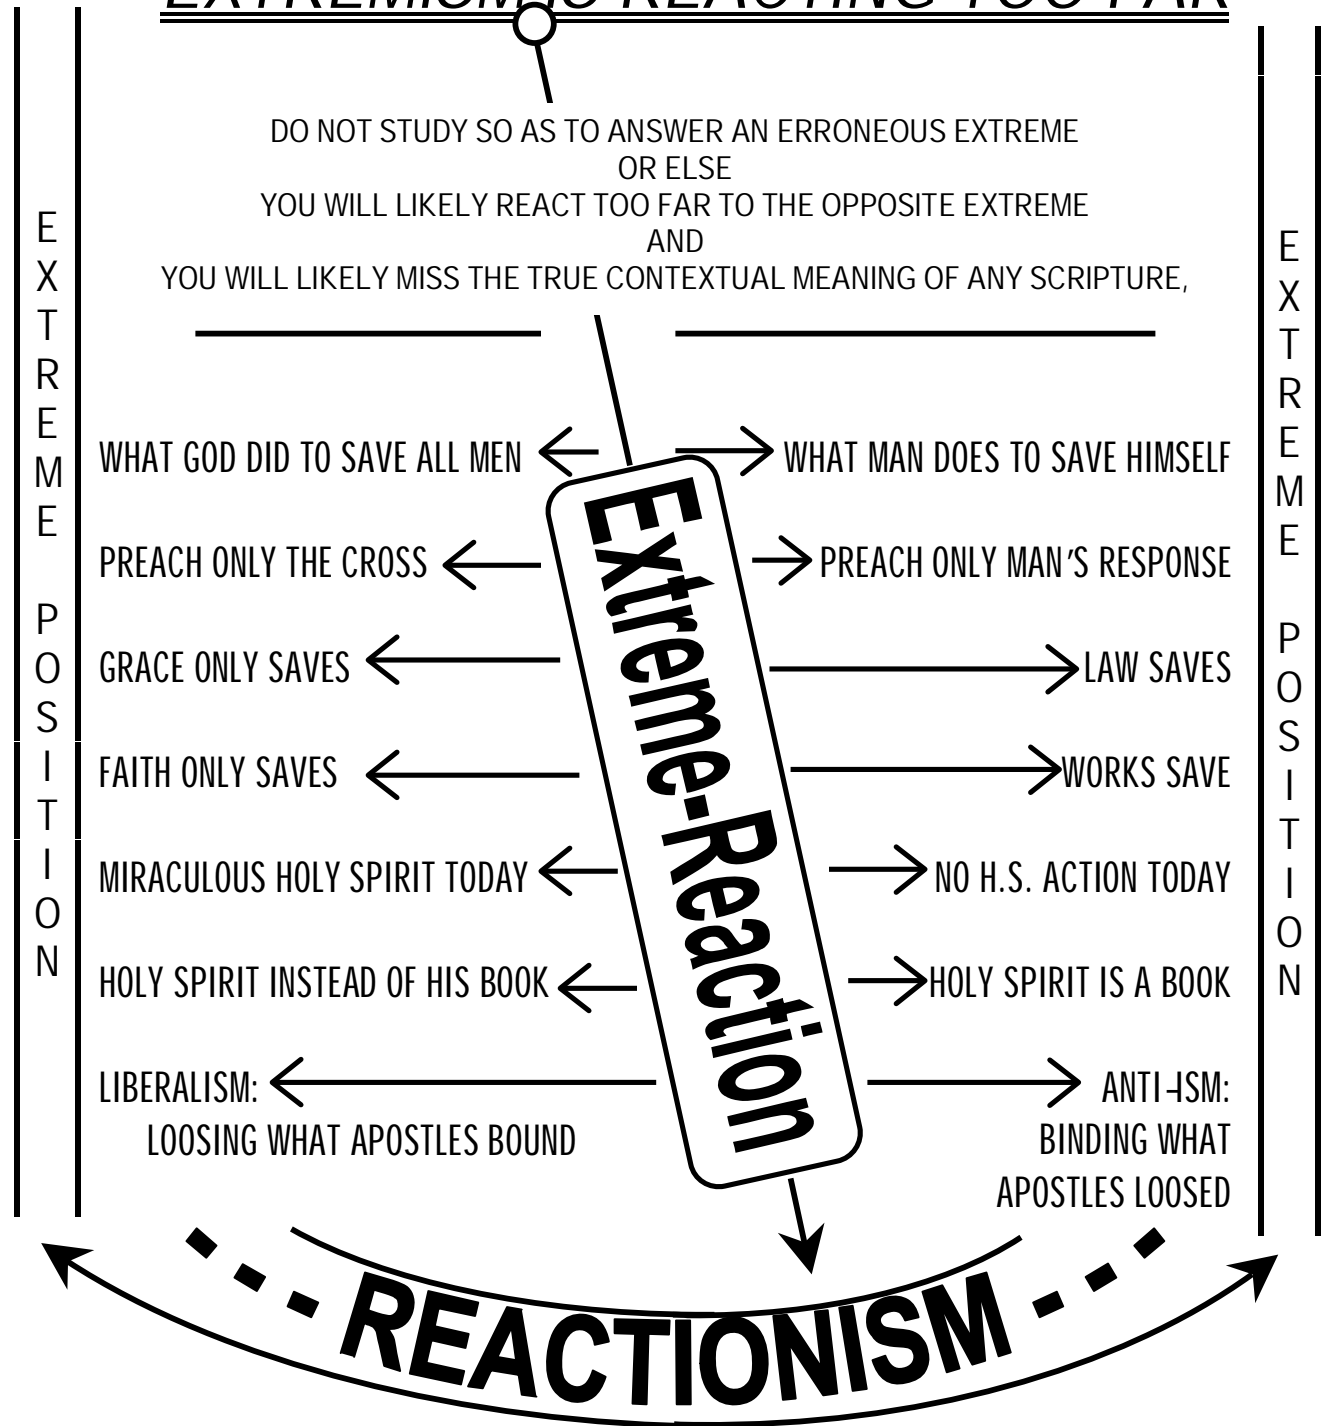 EXTREMISM IS REACTING TOO FAR
DO NOT STUDY SO AS TO ANSWER AN ERRONEOUS EXTREME
OR ELSE
YOU WILL LIKELY REACT TOO FAR TO THE OPPOSITE EXTREME
AND
YOU WILL LIKELY MISS THE TRUE CONTEXTUAL MEANING OF ANY SCRIPTURE,
EXTREME POSITION
WHAT GOD DID TO SAVE ALL MEN
WHAT MAN DOES TO SAVE HIMSELF
PREACH ONLY THE CROSS
PREACH ONLY MAN'S RESPONSE
GRACE ONLY SAVES
LAW SAVES
FAITH ONLY SAVES
WORKS SAVE
MIRACULOUS HOLY SPIRIT TODAY
NO H.S. ACTION TODAY
HOLY SPIRIT INSTEAD OF HIS BOOK
HOLY SPIRIT IS A BOOK
LIBERALISM:
LOOSING WHAT APOSTLES BOUND
ANTI-ISM:
BINDING WHAT
APOSTLES LOOSED
EXTREME POSITION
Extreme-Reaction
---REACTIONISM---